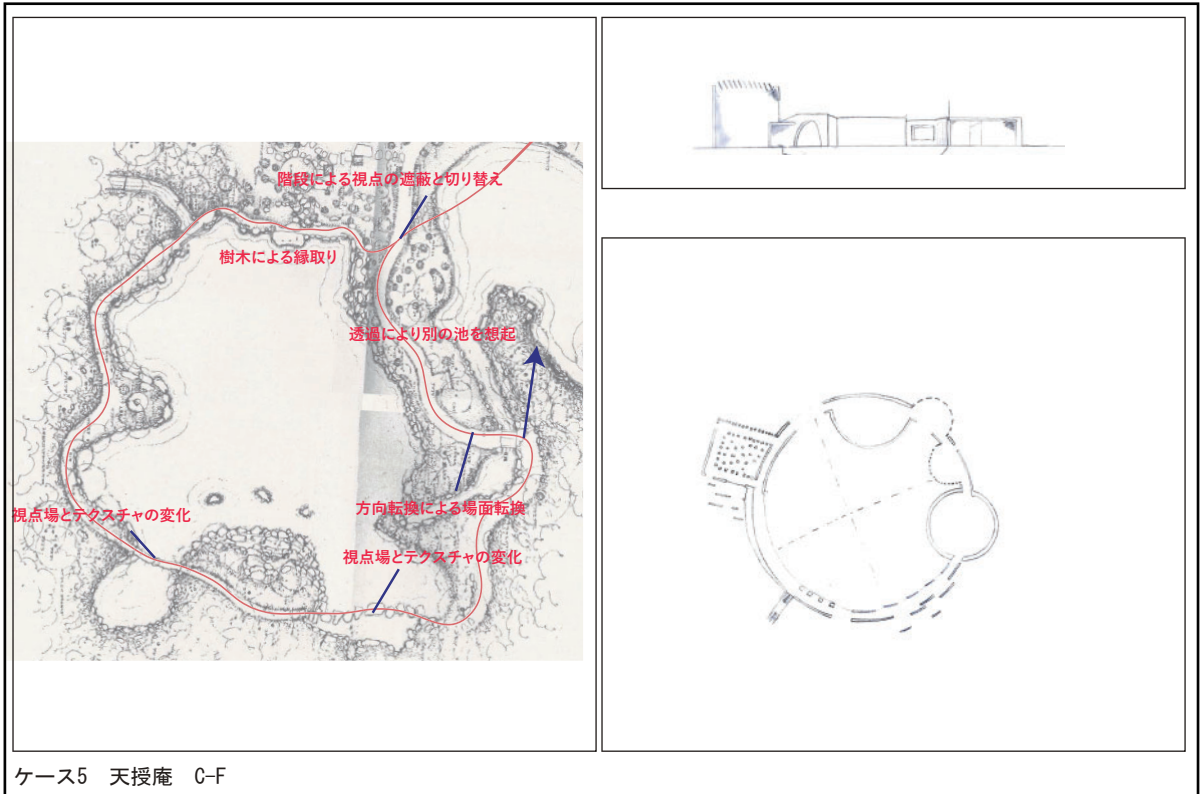 階段による視点の遮蔽と切り替え
樹木による縁取り
透過により別の池を想起
視点場とテクスチャの変化
方向転換による場面転換
視点場とテクスチャの変化
ケース5 天授庵 C-F